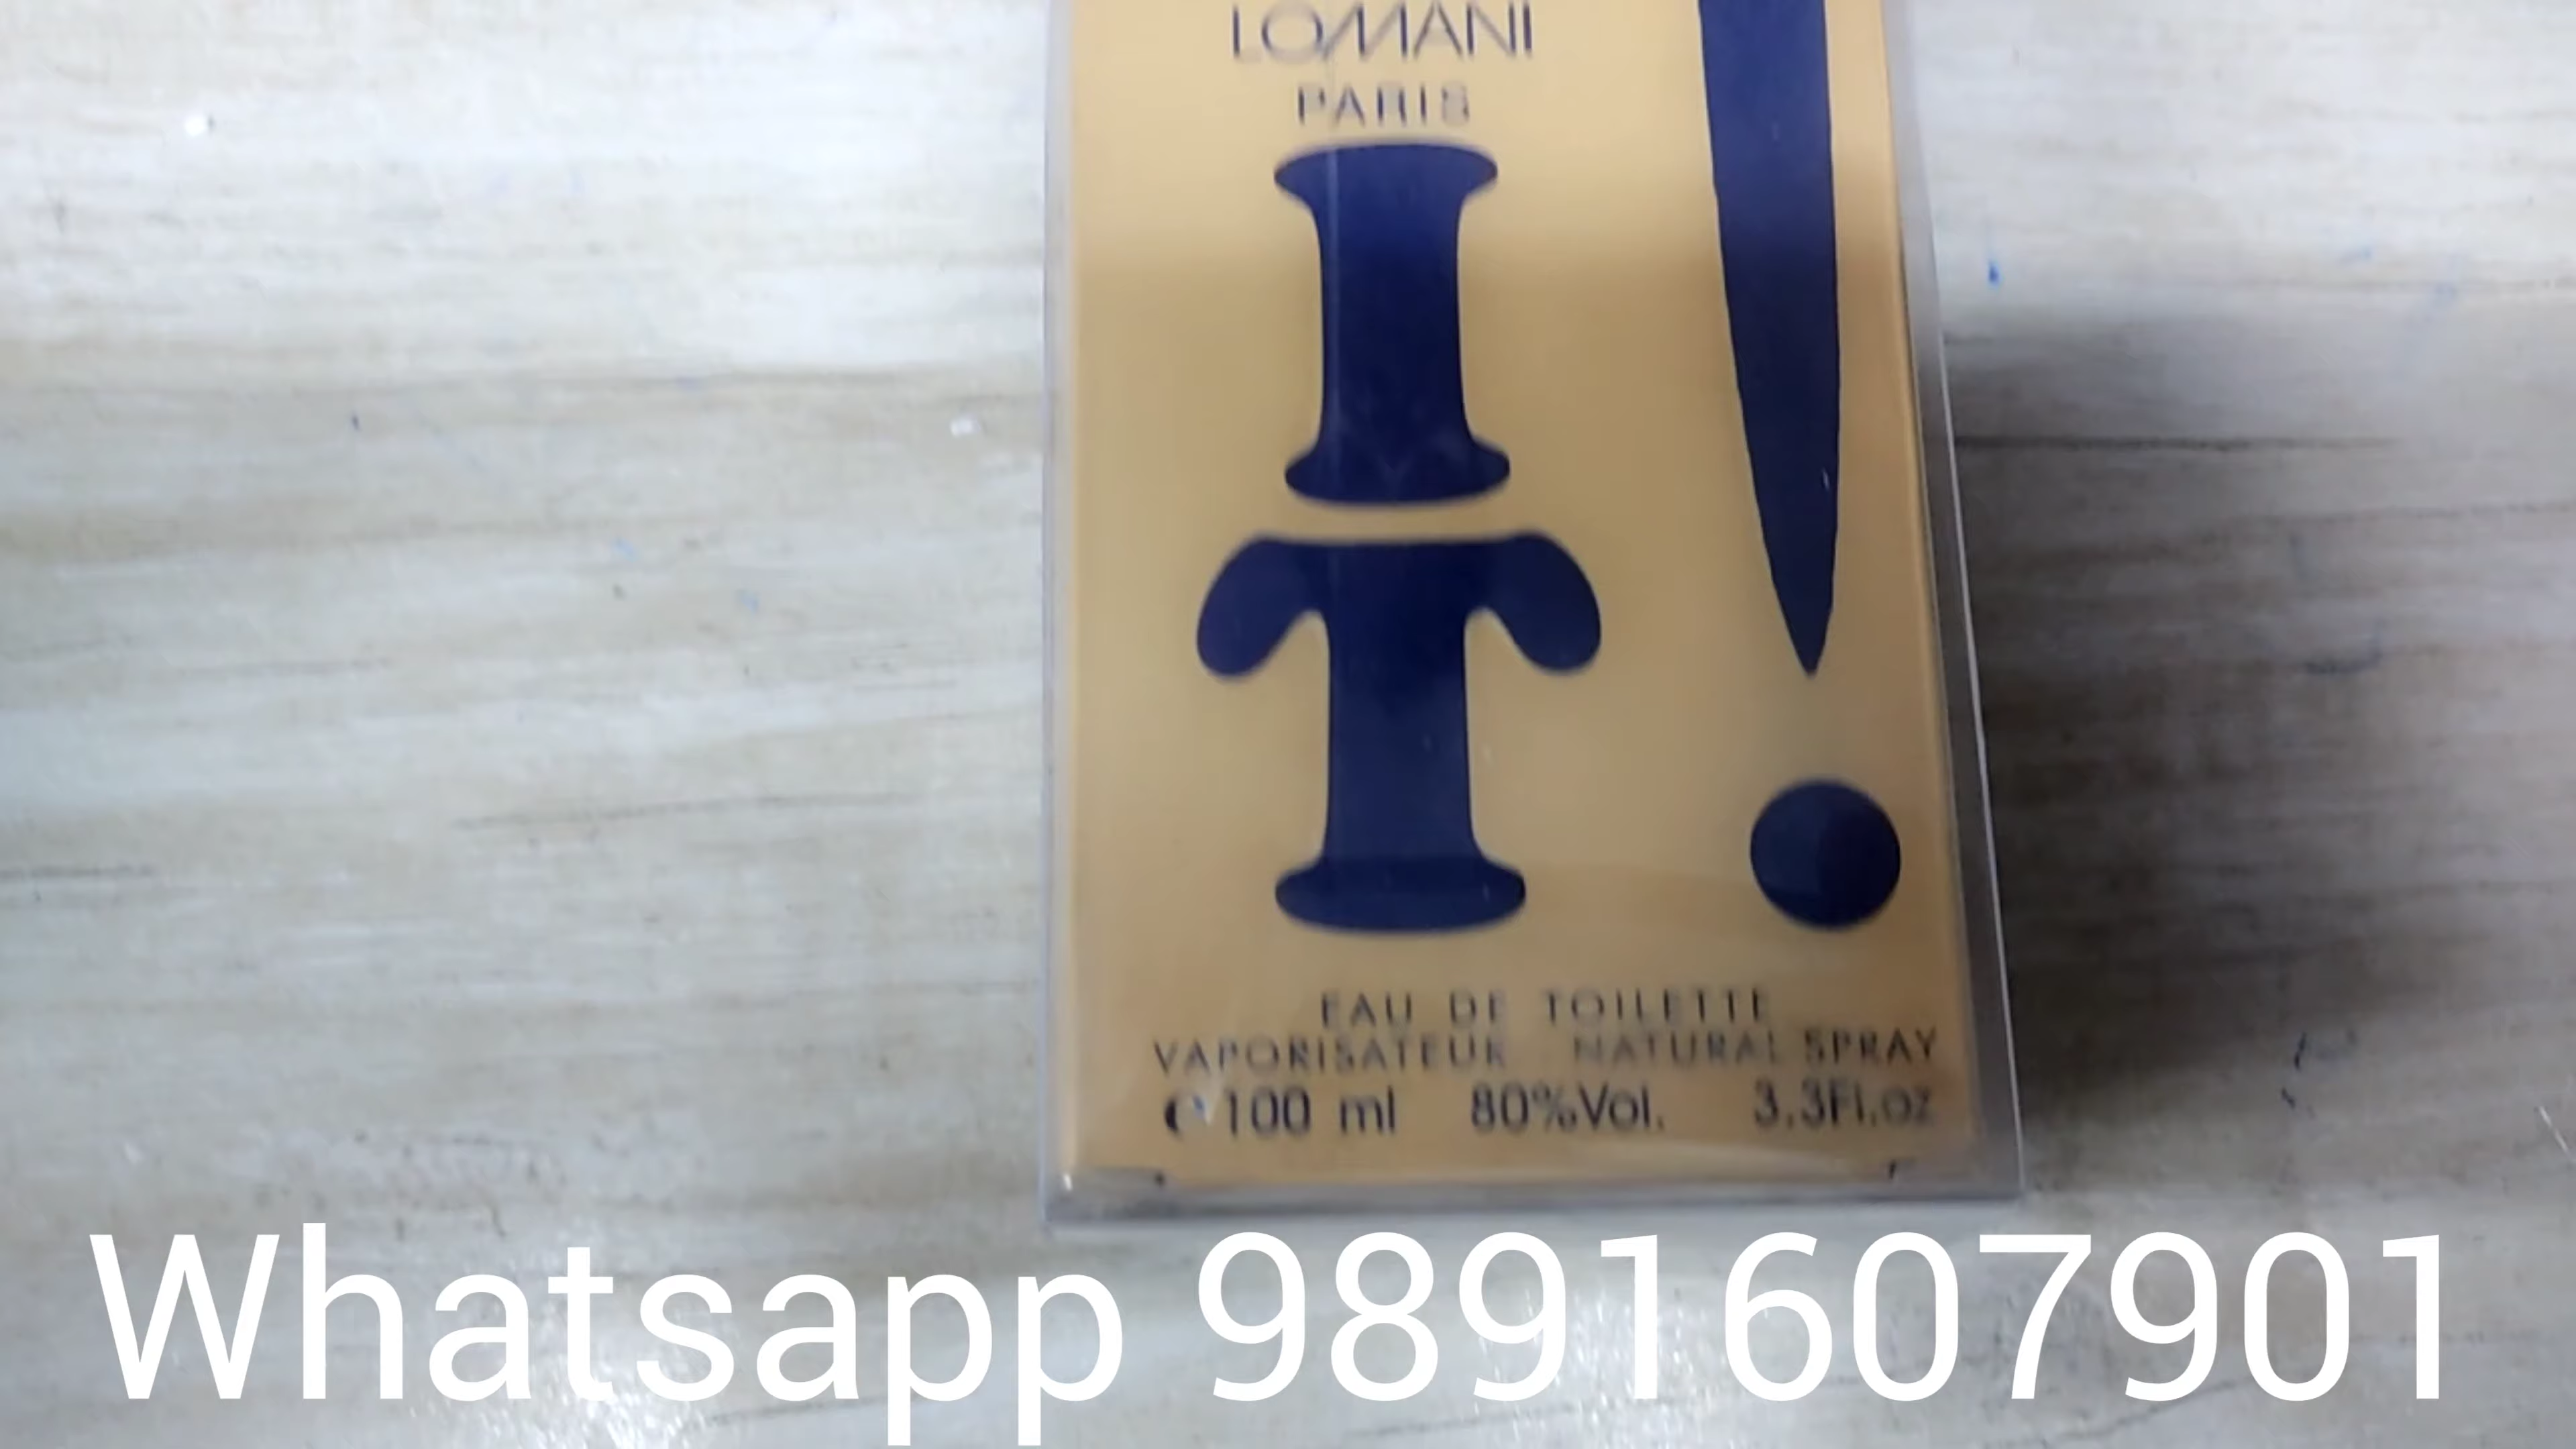 LOMANI
PARIS
IT!
EAU DE TOILETTE
VAPORISATEUR NATURAL SPRAY
e 100 ml 80%Vol. 3.3Fl.oz
Whatsapp 9891607901